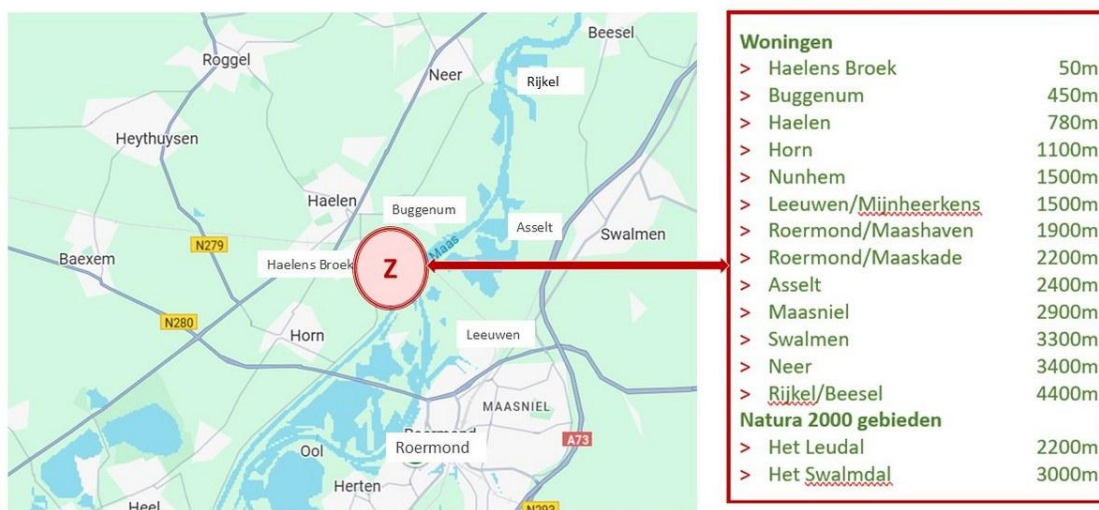 Beesel
Roggel
Neer
Rijkel
Heythuysen
Haelen
Buggenum
Asselt
Swalmen
N279
Maas
Baexem
Haelens Broek
Z
N280
Horn
Leeuwen
MAASNIEL
Roermond
A73
Ool
Herten
Heel
N293
Woningen
> Haelens Broek 50m
> Buggenum 450m
> Haelen 780m
> Horn 1100m
> Nunhem 1500m
> Leeuwen/Mijnheerkens 1500m
> Roermond/Maashaven 1900m
> Roermond/Maaskade 2200m
> Asselt 2400m
> Maasniel 2900m
> Swalmen 3300m
> Neer 3400m
> Rijkel/Beesel 4400m
Natura 2000 gebieden
> Het Leudal 2200m
> Het Swalmdal 3000m